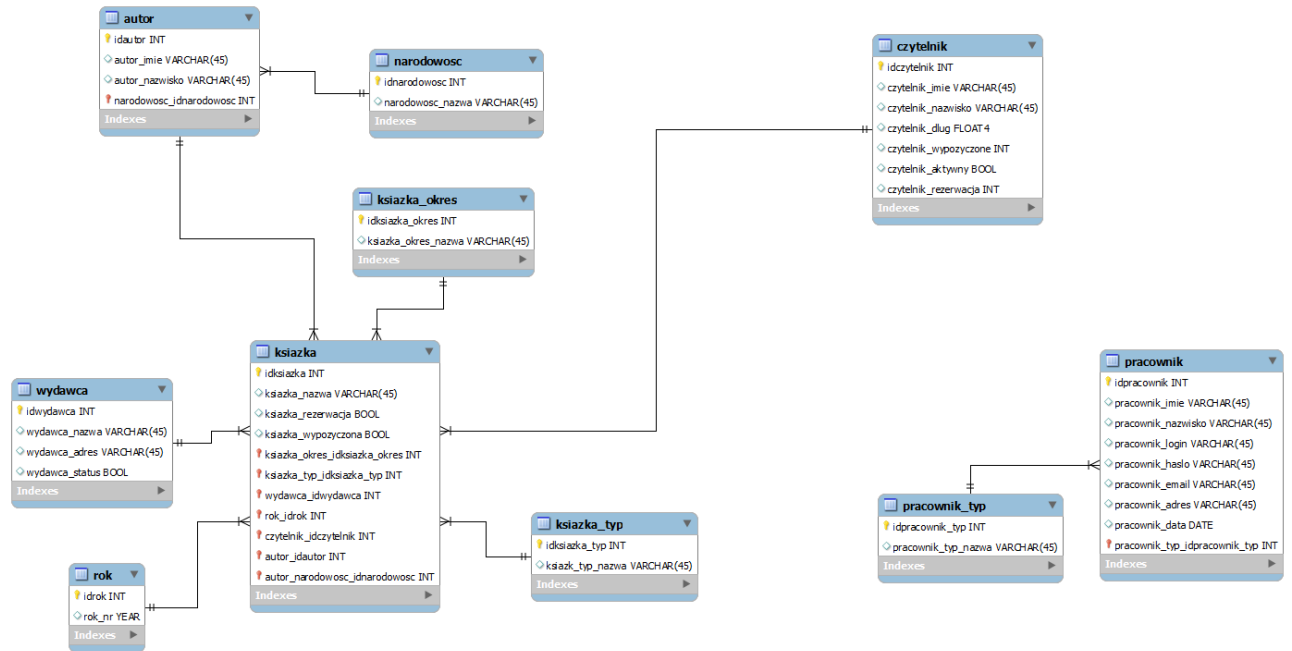 autor
idautor INT
autor_imie VARCHAR(45)
autor_nazwisko VARCHAR(45)
narodowosc_idnarodowosc INT
Indexes
narodowosc
idnarodowosc INT
narodowosc_nazwa VARCHAR(45)
Indexes
czytelnik
idczytelnik INT
czytelnik_imie VARCHAR(45)
czytelnik_nazwisko VARCHAR(45)
czytelnik_dlug FLOAT4
czytelnik_wypozyczone INT
czytelnik_aktywny BOOL
czytelnik_rezerwacja INT
Indexes
ksiazka_okres
idksiazka_okres INT
ksiazka_okres_nazwa VARCHAR(45)
Indexes
ksiazka
idksiazka INT
ksiazka_nazwa VARCHAR(45)
ksiazka_rezerwacja BOOL
ksiazka_wypozyczona BOOL
ksiazka_okres_idksiazka_okres INT
ksiazka_typ_idksiazka_typ INT
wydawca_idwydawca INT
rok_idrok INT
czytelnik_idczytelnik INT
autor_idautor INT
autor_narodowosc_idnarodowosc INT
Indexes
wydawca
idwydawca INT
wydawca_nazwa VARCHAR(45)
wydawca_adres VARCHAR(45)
wydawca_status BOOL
Indexes
rok
idrok INT
rok_nr YEAR
Indexes
ksiazka_typ
idksiazka_typ INT
ksiazk_typ_nazwa VARCHAR(45)
Indexes
pracownik_typ
idpracownik_typ INT
pracownik_typ_nazwa VARCHAR(45)
Indexes
pracownik
idpracownik INT
pracownik_imie VARCHAR(45)
pracownik_nazwisko VARCHAR(45)
pracownik_login VARCHAR(45)
pracownik_haslo VARCHAR(45)
pracownik_email VARCHAR(45)
pracownik_adres VARCHAR(45)
pracownik_data DATE
pracownik_typ_idpracownik_typ INT
Indexes